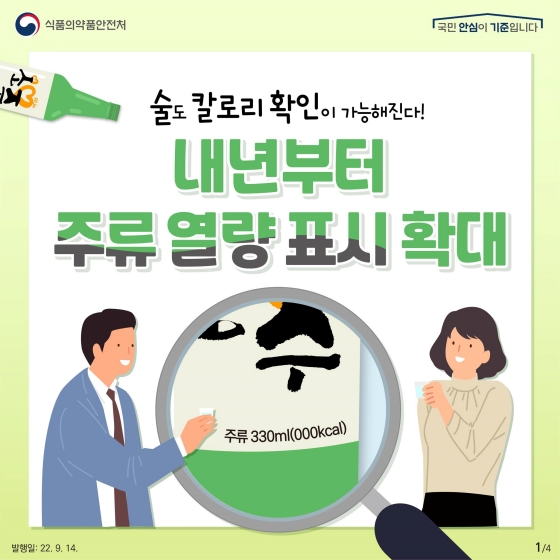 식품의약품안전처
국민 안심이 기준입니다
술도 칼로리 확인이 가능해진다!
내년부터
주류 열량 표시 확대
주류 330ml(000kcal)
발행일: 22. 9. 14.
1/4